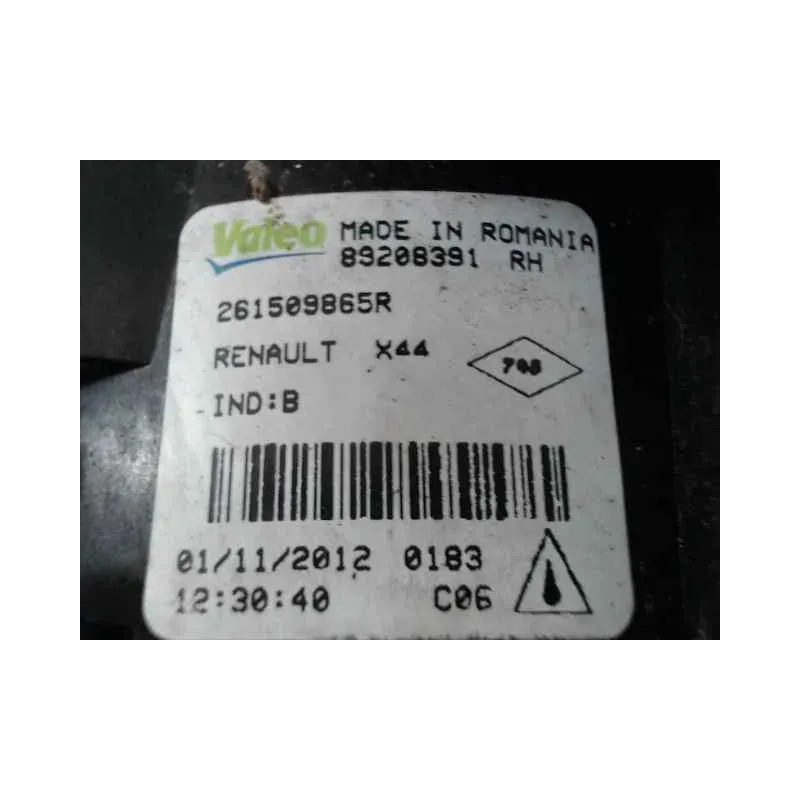 Valeo MADE IN ROMANIA
89208391 RH
261509865R
RENAULT X44
IND:B
01/11/2012 0183
12:30:40 C06